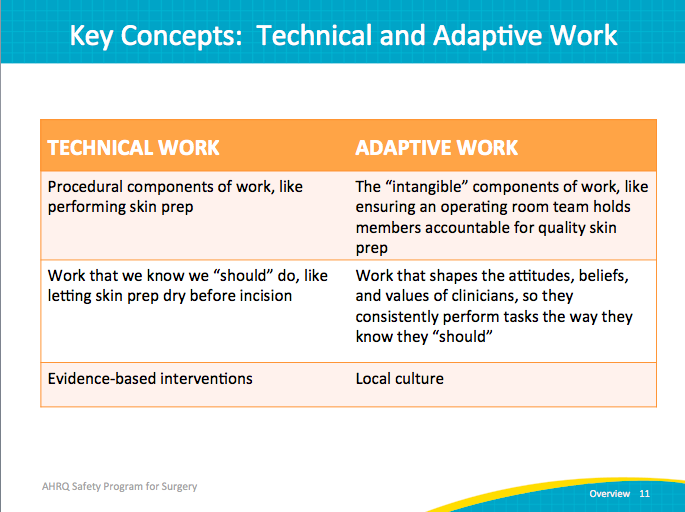 Key Concepts:  Technical and Adaptive Work
TECHNICAL WORK
ADAPTIVE WORK
Procedural components of work, like
performing skin prep
The “intangible” components of work, like
ensuring an operating room team holds
members accountable for quality skin
prep
Work that we know we “should” do, like
letting skin prep dry before incision
Work that shapes the attitudes, beliefs,
and values of clinicians, so they
consistently perform tasks the way they
know they “should”
Evidence-based interventions
Local culture
AHRQ Safety Program for Surgery
Overview 11